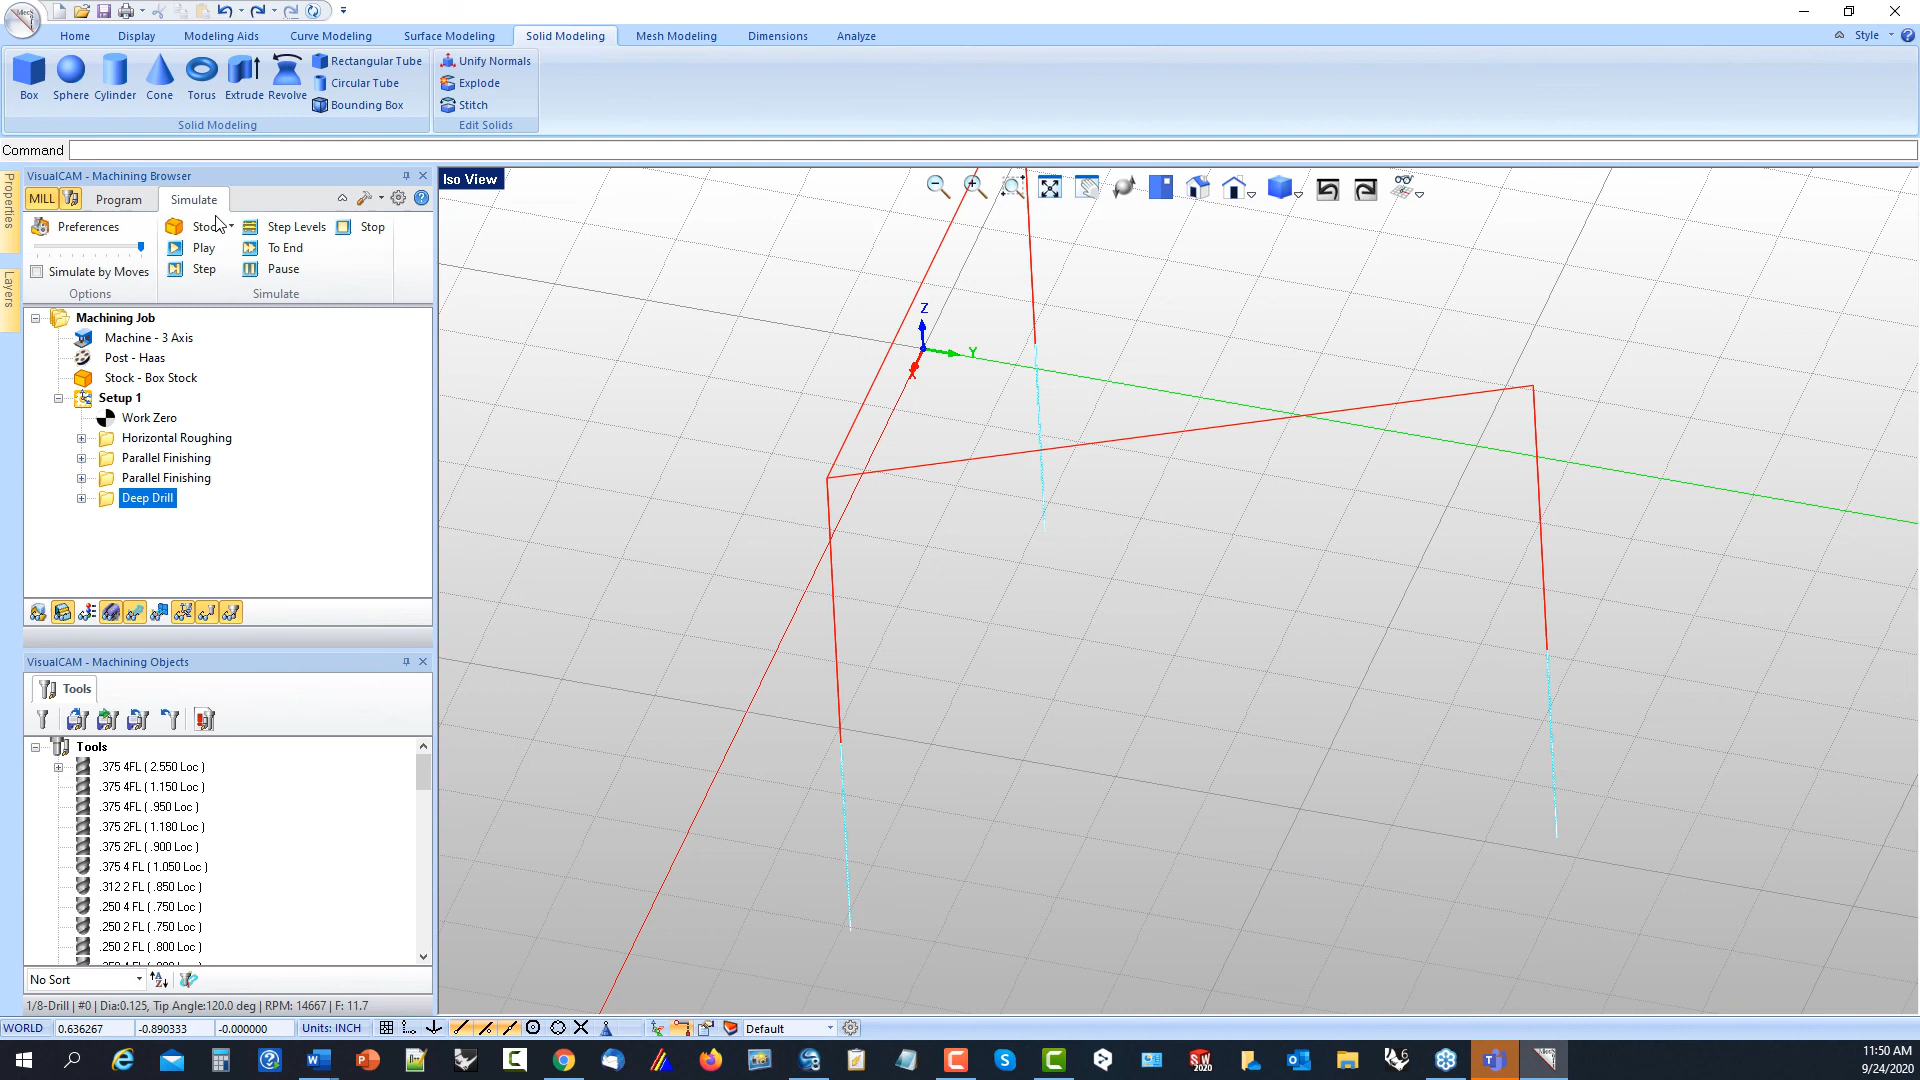 Home Display Modeling Aids Curve Modeling Surface Modeling Solid Modeling Mesh Modeling Dimensions Analyze Style
Box Sphere Cylinder Cone Torus Extrude Revolve
Rectangular Tube
Circular Tube
Bounding Box
Unify Normals
Explode
Stitch
Solid Modeling Edit Solids
Command
Properties
Layers
VisualCAM - Machining Browser
MILL Program Simulate
Preferences
Simulate by Moves
Options
Stock Step Levels Stop
Play To End
Step Pause
Simulate
Machining Job
Machine - 3 Axis
Post - Haas
Stock - Box Stock
Setup 1
Work Zero
Horizontal Roughing
Parallel Finishing
Parallel Finishing
Deep Drill
VisualCAM - Machining Objects
Tools
Tools
.375 4FL ( 2.550 Loc )
.375 4FL ( 1.150 Loc )
.375 4FL ( .950 Loc )
.375 2FL ( 1.180 Loc )
.375 2FL ( .900 Loc )
.375 4 FL ( 1.050 Loc )
.312 2 FL ( .850 Loc )
.250 4 FL ( .750 Loc )
.250 2 FL ( .750 Loc )
.250 2 FL ( .800 Loc )
No Sort
1/8-Drill | #0 | Dia:0.125, Tip Angle:120.0 deg | RPM: 14667 | F: 11.7
Iso View
Z
Y
X
WORLD 0.636267 -0.890333 -0.000000 Units: INCH Default
11:50 AM
9/24/2020